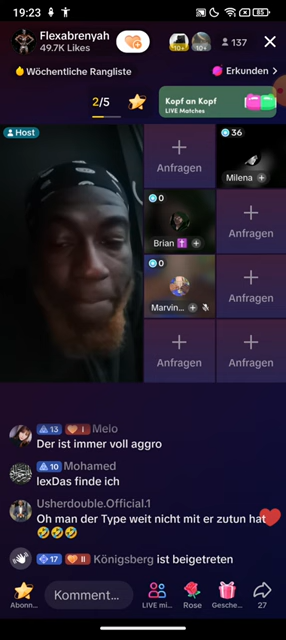 19:23
85
Flexabrenyah
49.7K Likes
10+
10+
137
Wöchentliche Rangliste
Erkunden >
2/5
Kopf an Kopf
LIVE Matches
Host
Anfragen
36
Milena
0
Brian
Anfragen
0
Marvin...
Anfragen
Anfragen
Anfragen
13 I Melo
Der ist immer voll aggro
10 Mohamed
lexDas finde ich
Usherdouble.Official.1
Oh man der Type weit nicht mit er zutun hat
🤣🤣🤣
17 II Königsberg ist beigetreten
Abonn...
Komment...
LIVE mi...
Rose
Gesche...
27